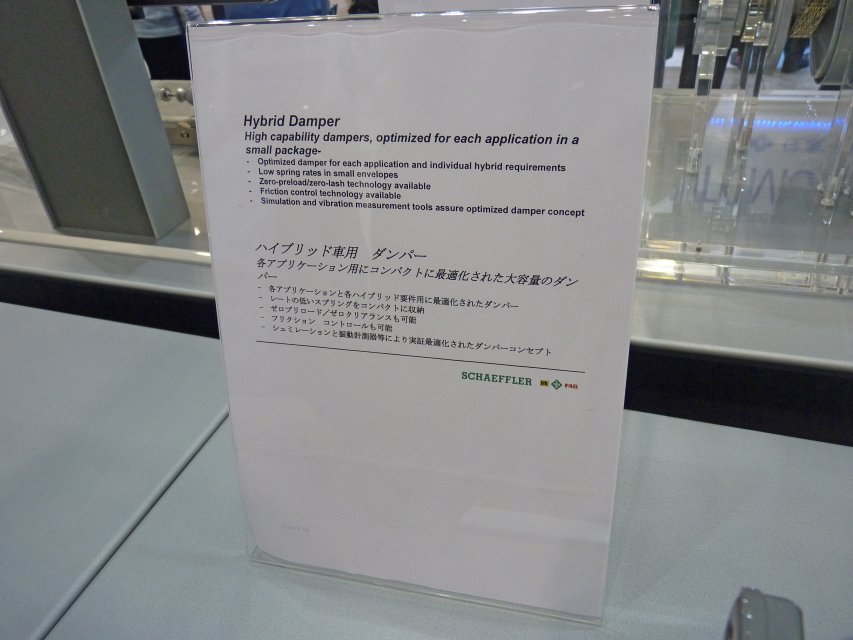 Hybrid Damper
High capability dampers, optimized for each application in a
small package-
- Optimized damper for each application and individual hybrid requirements
- Low spring rates in small envelopes
- Zero-preload/zero-lash technology available
- Friction control technology available
- Simulation and vibration measurement tools assure optimized damper concept
ハイブリッド車用　ダンパー
各アプリケーション用にコンパクトに最適化された大容量のダン
パー
- 各アプリケーションと各ハイブリッド要件用に最適化されたダンパー
- レートの低いスプリングをコンパクトに収納
- ゼロプリロード／ゼロクリアランスも可能
- フリクション　コントロールも可能
- シュミレーションと振動計測器等により実証最適化されたダンパーコンセプト
SCHAEFFLER LuK FAG